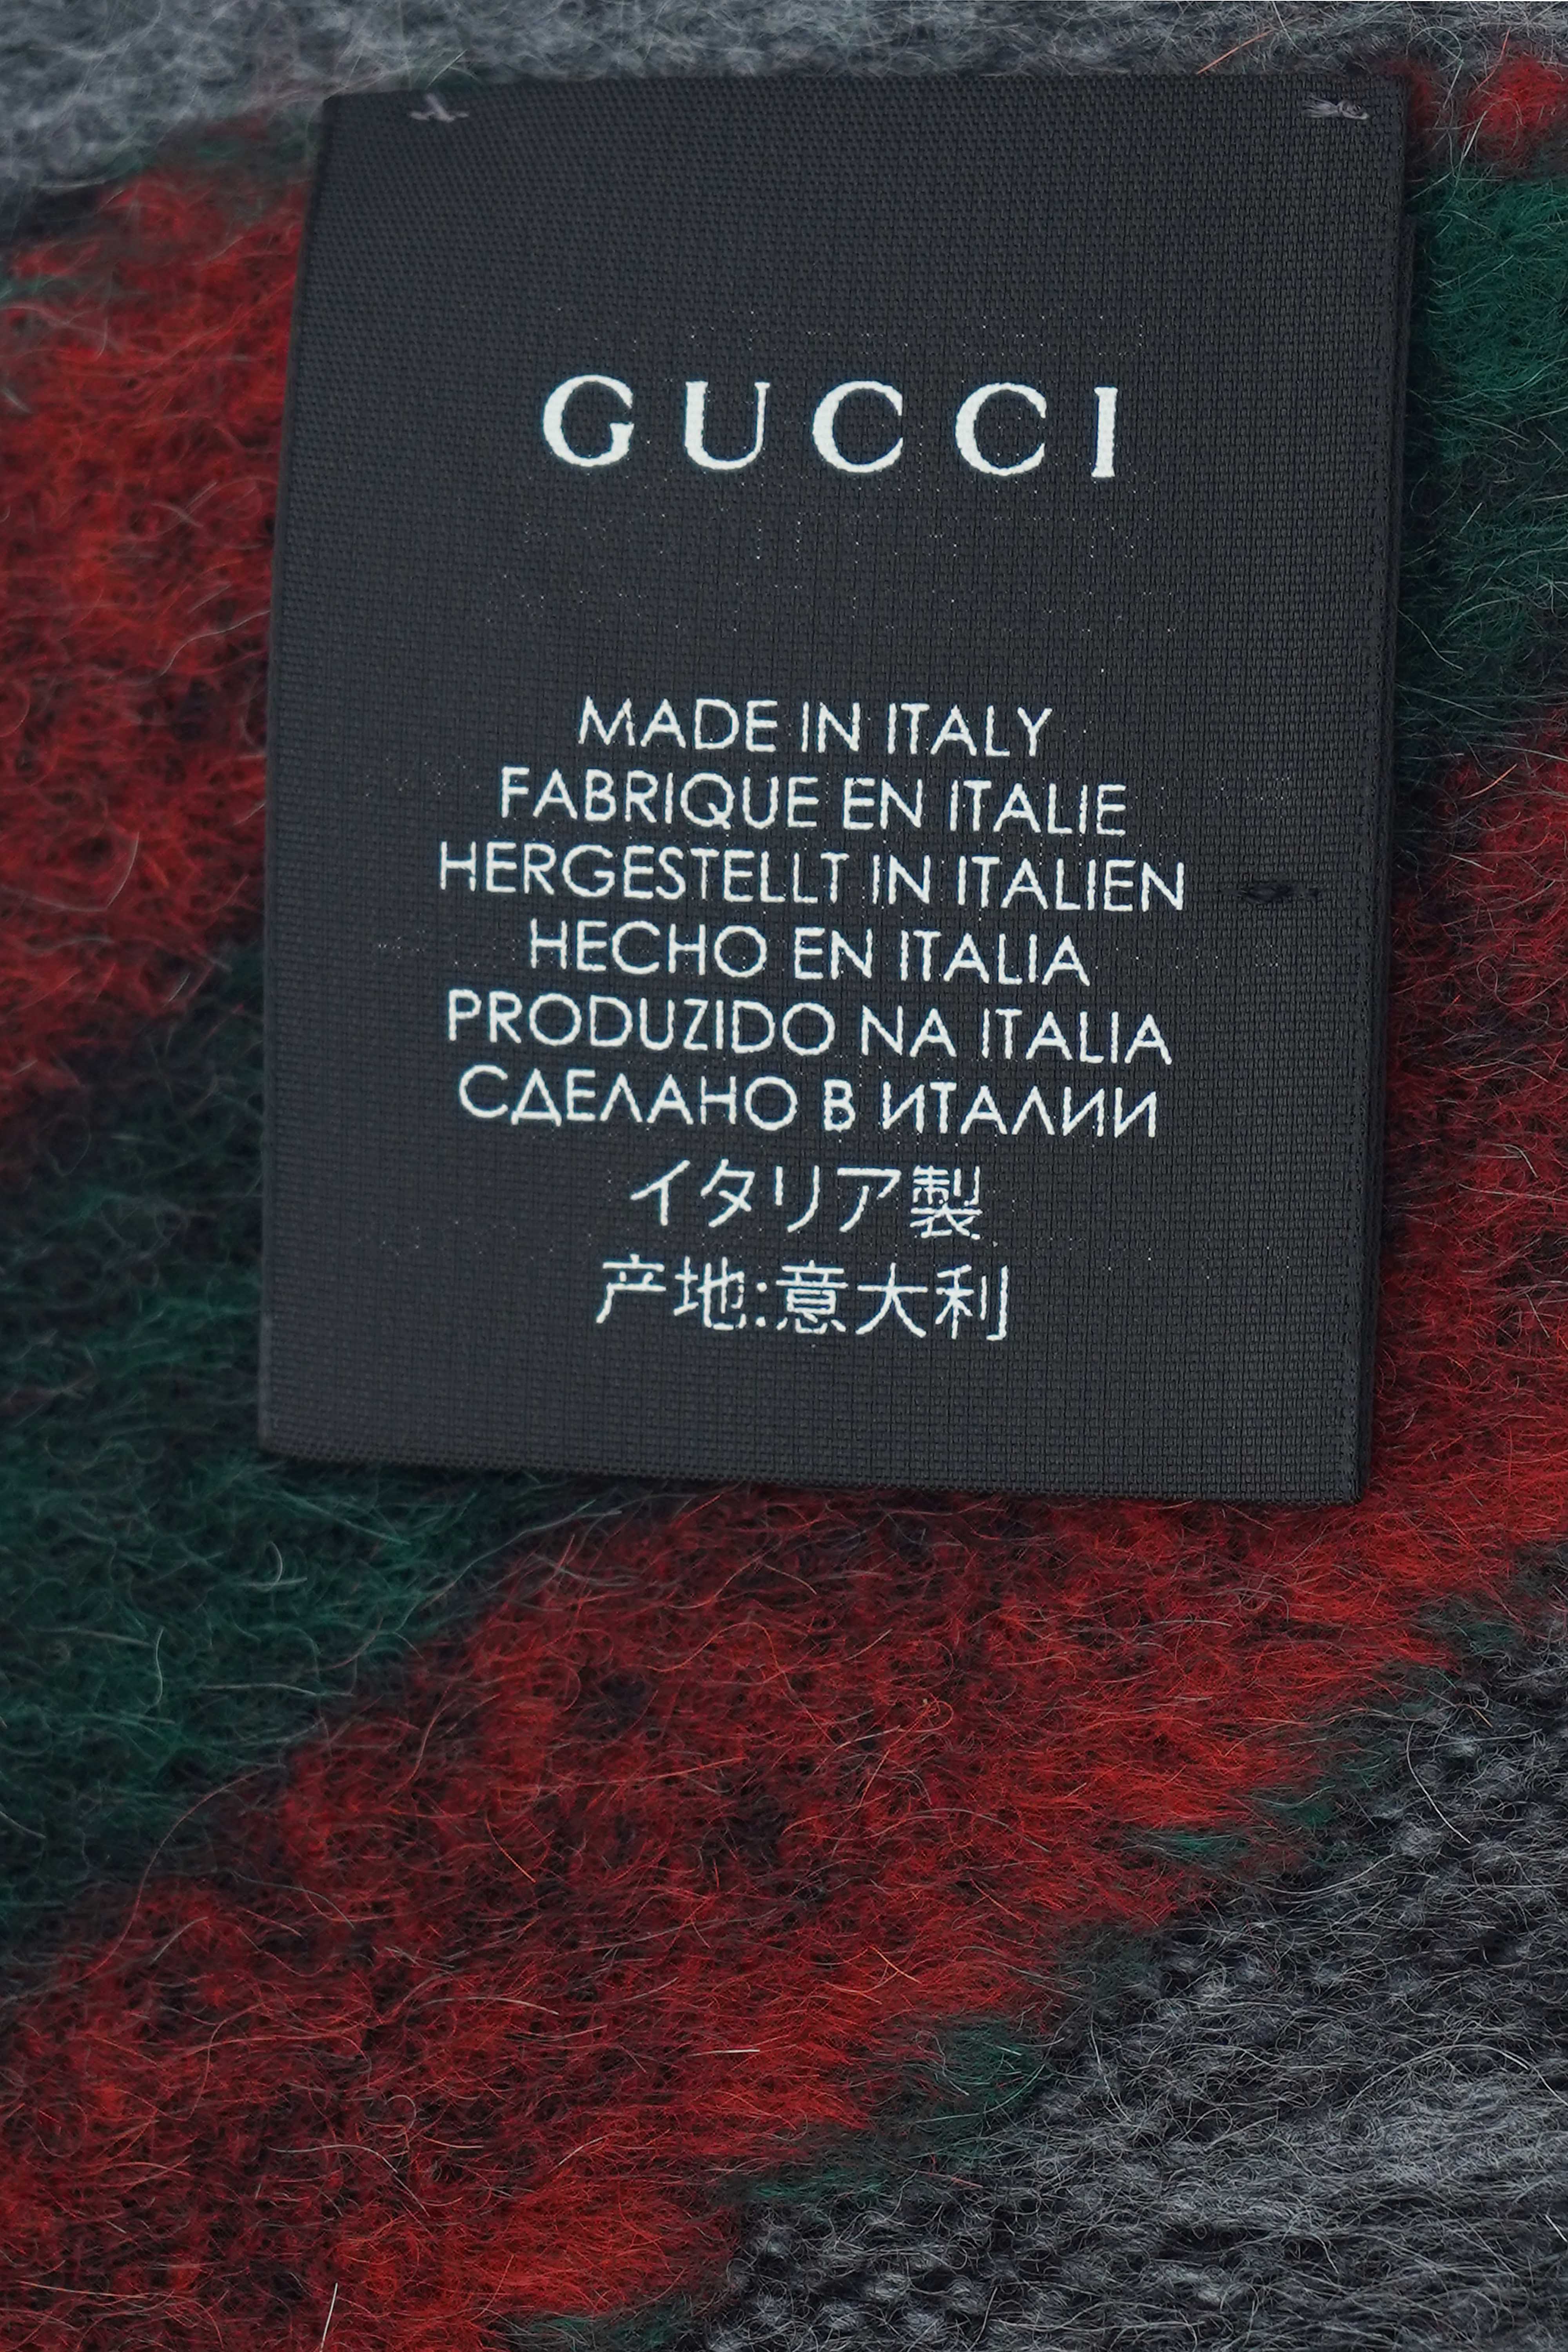 GUCCI
MADE IN ITALY
FABRIQUE EN ITALIE
HERGESTELLT IN ITALIEN
HECHO EN ITALIA
PRODUZIDO NA ITALIA
СДЕЛАНО В ИТАЛИИ
イタリア製
产地:意大利